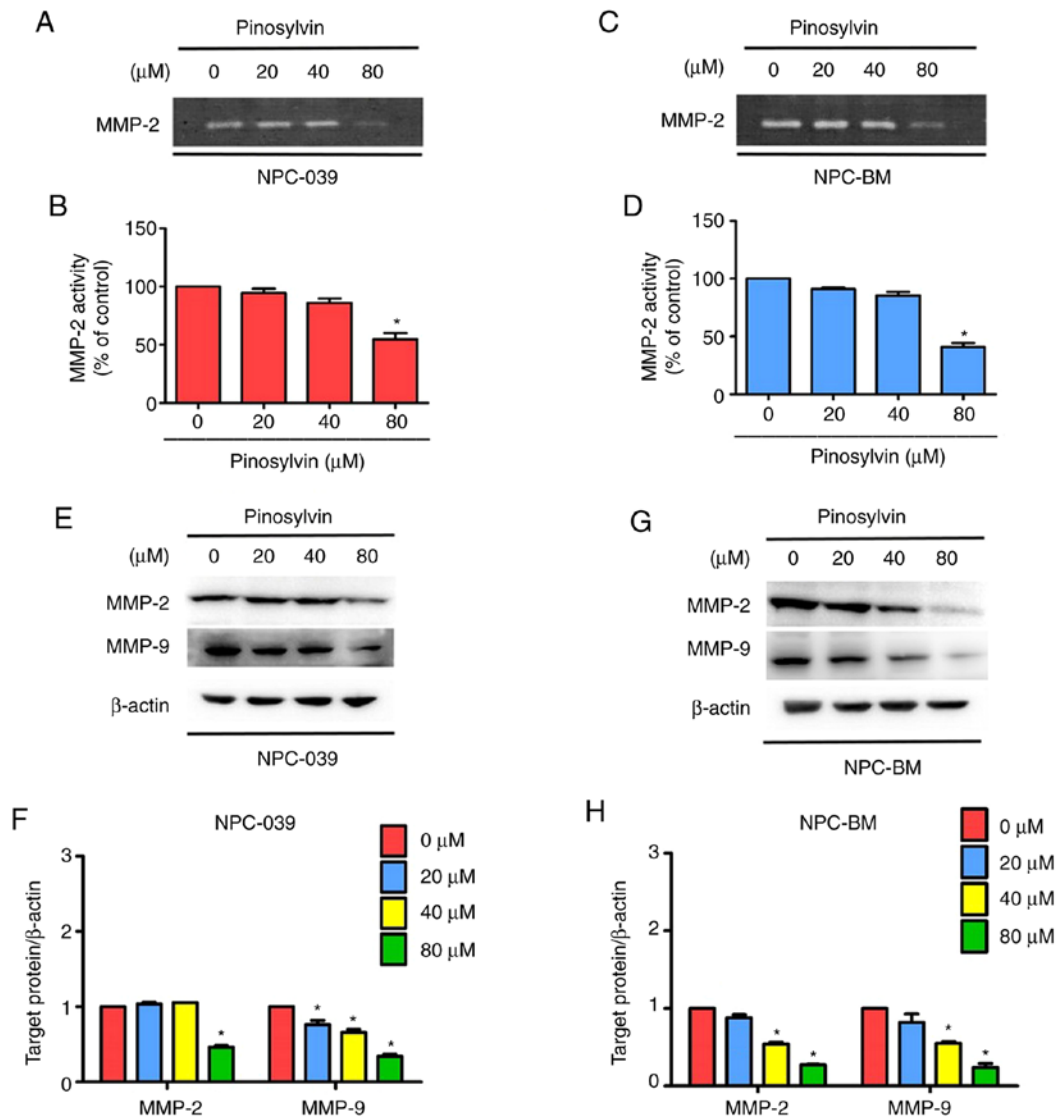 A
Pinosylvin
(μM) 0 20 40 80
MMP-2
NPC-039
B
150
100
50
0
MMP-2 activity
(% of control)
*
0 20 40 80
Pinosylvin (μM)
C
Pinosylvin
(μM) 0 20 40 80
MMP-2
NPC-BM
D
150
100
50
0
MMP-2 activity
(% of control)
*
0 20 40 80
Pinosylvin (μM)
E
Pinosylvin
(μM) 0 20 40 80
MMP-2
MMP-9
β-actin
NPC-039
G
Pinosylvin
(μM) 0 20 40 80
MMP-2
MMP-9
β-actin
NPC-BM
F
NPC-039
3
2
1
0
Target protein/β-actin
* * * *
MMP-2 MMP-9
0 μM
20 μM
40 μM
80 μM
H
NPC-BM
3
2
1
0
Target protein/β-actin
* * * *
MMP-2 MMP-9
0 μM
20 μM
40 μM
80 μM